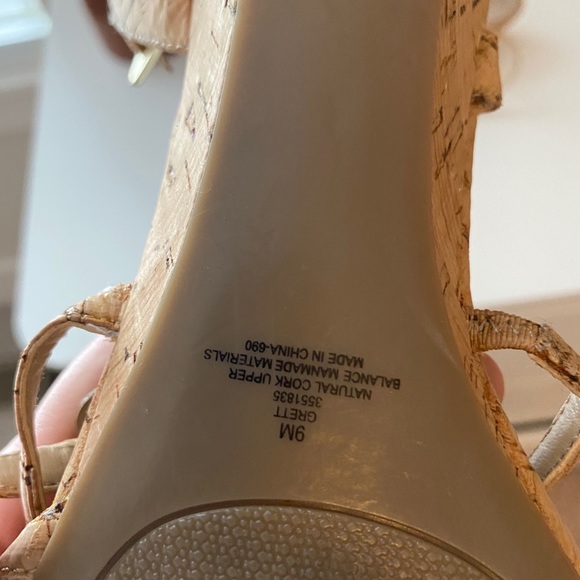 9M
GRETT
3551835
NATURAL CORK UPPER
BALANCE MANMADE MATERIALS
MADE IN CHINA-690